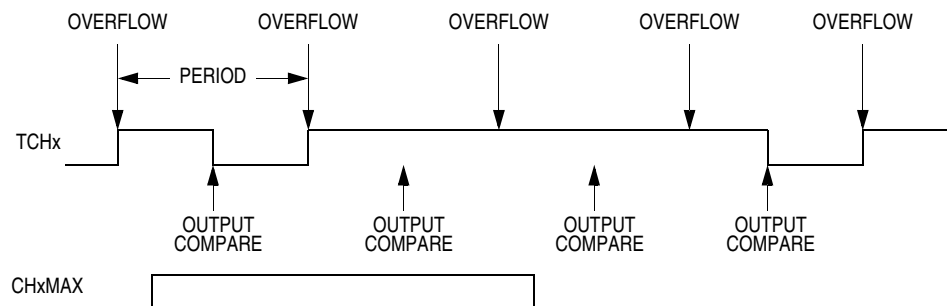 OVERFLOW OVERFLOW OVERFLOW OVERFLOW OVERFLOW
PERIOD
TCHx
OUTPUT COMPARE
OUTPUT COMPARE
OUTPUT COMPARE
OUTPUT COMPARE
CHxMAX